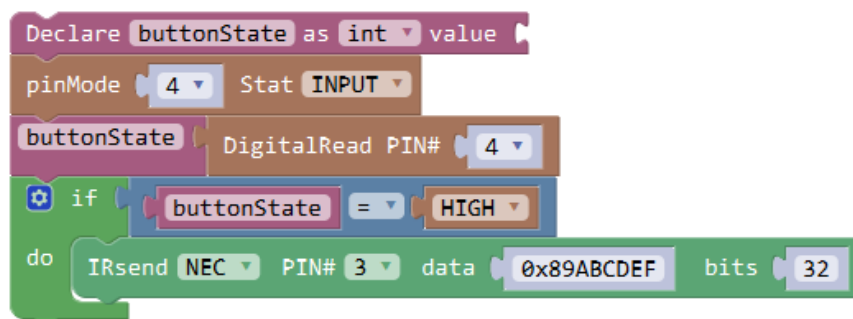 Declare buttonState as int value
pinMode 4 Stat INPUT
buttonState DigitalRead PIN# 4
if buttonState = HIGH
do IRsend NEC PIN# 3 data 0x89ABCDEF bits 32